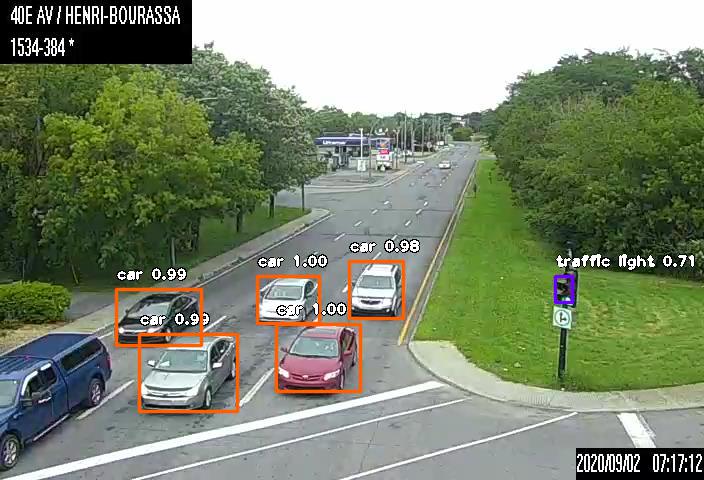 40E AV / HENRI-BOURASSA
1534-384 *
Ultramar
car 0.98
car 1.00
car 0.99
traffic light 0.71
car 1.00
car 0.99
2020/09/02 07:17:12